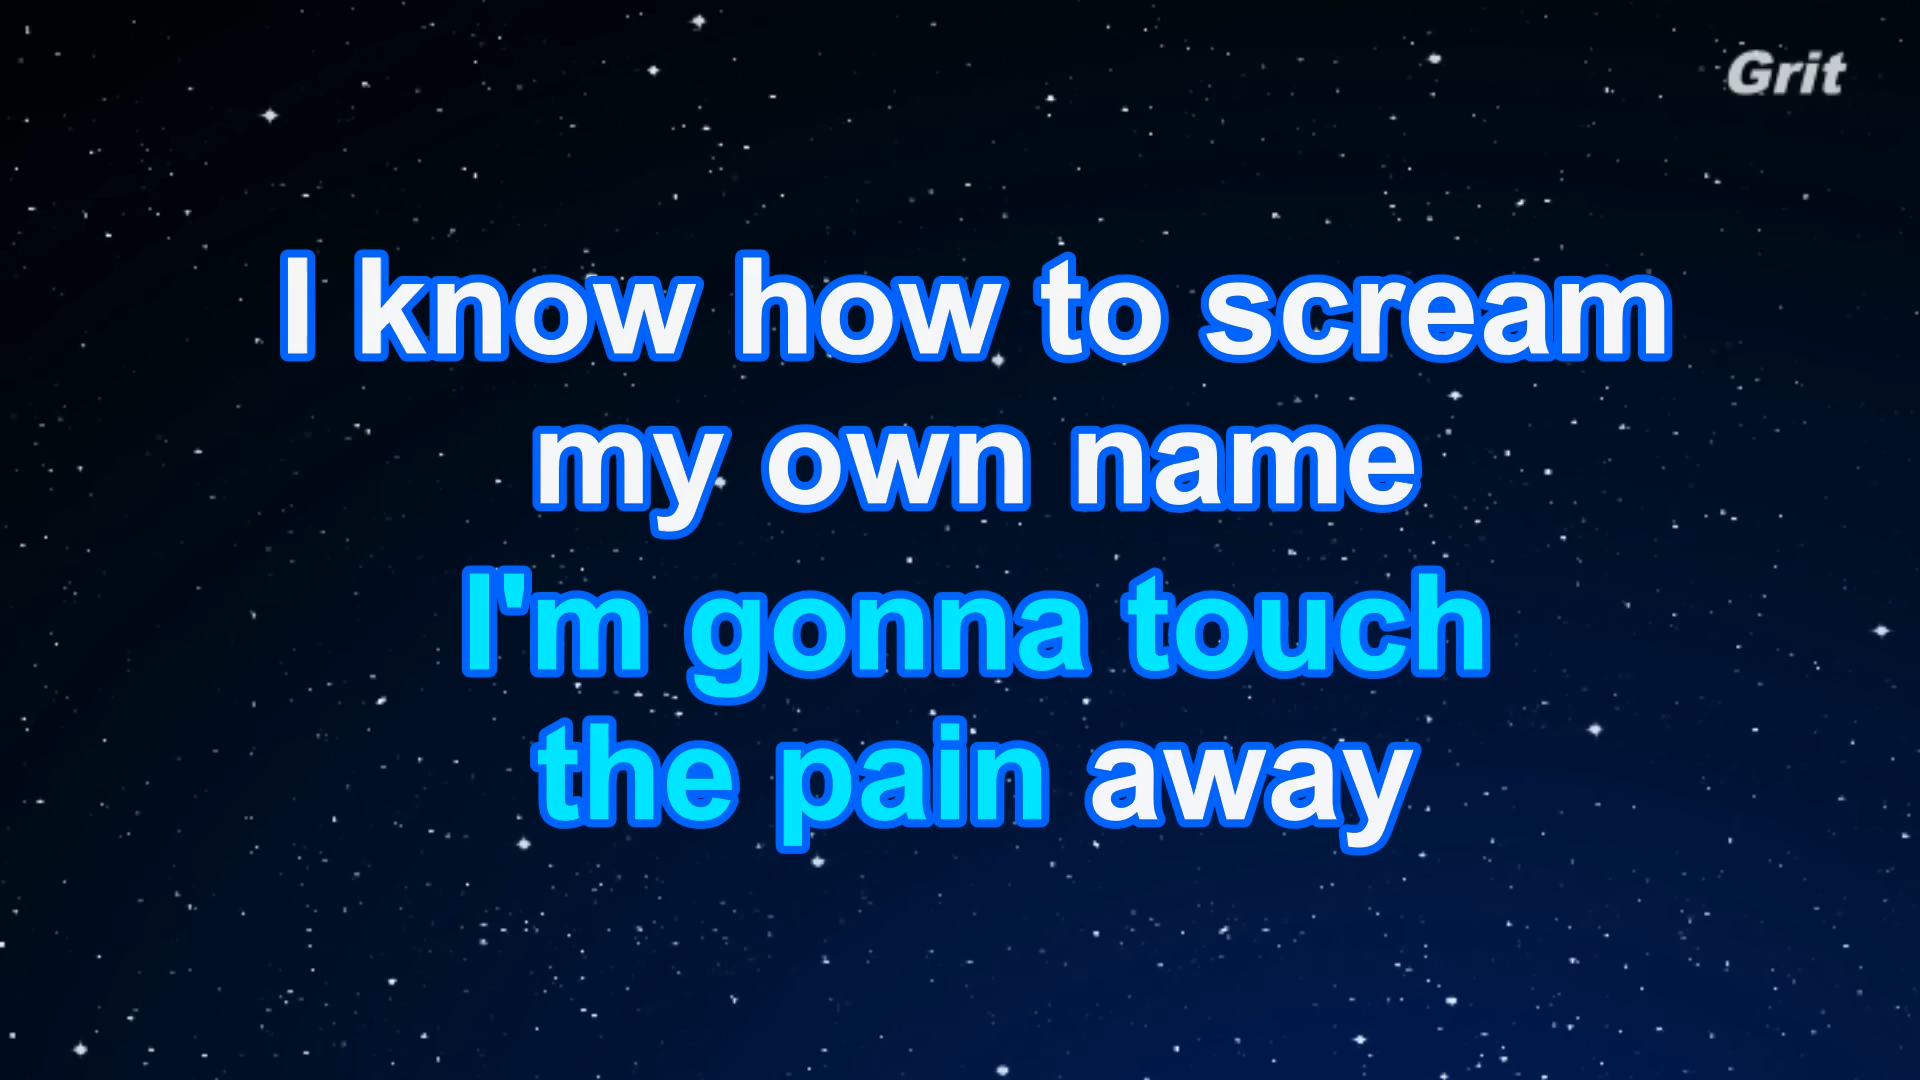 Grit
I know how to scream
my own name
I'm gonna touch
the pain away